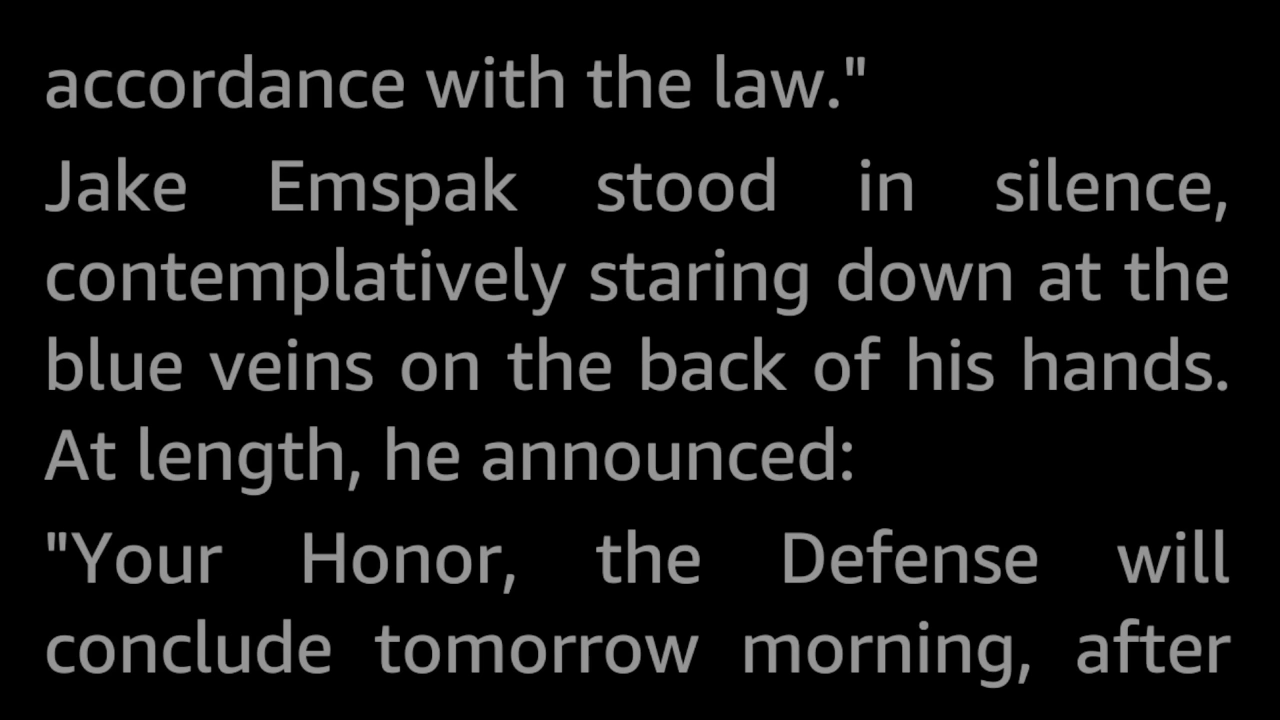 accordance with the law."
Jake Emspak stood in silence,
contemplatively staring down at the
blue veins on the back of his hands.
At length, he announced:
"Your Honor, the Defense will
conclude tomorrow morning, after